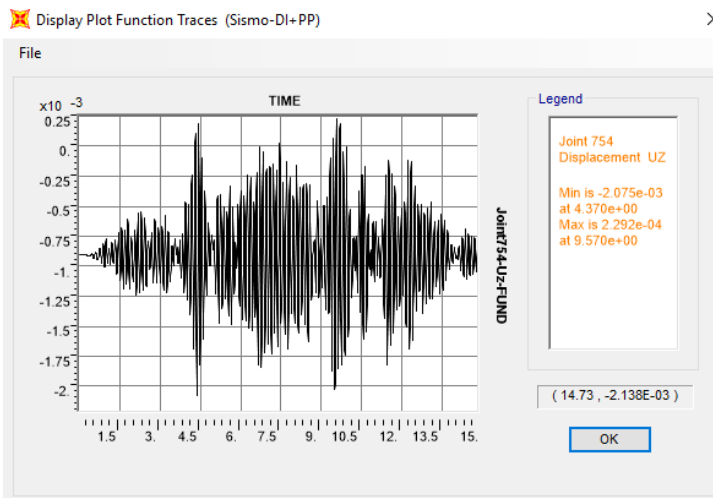 Display Plot Function Traces (Sismo-DI+PP)
File
x10 -3
TIME
0.25
0.
-0.25
-0.5
-0.75
-1.
-1.25
-1.5
-1.75
-2.
1.5 3. 4.5 6. 7.5 9. 10.5 12. 13.5 15.
Joint754-Uz-FUND
Legend
Joint 754
Displacement UZ
Min is -2.075e-03
at 4.370e+00
Max is 2.292e-04
at 9.570e+00
( 14.73 , -2.138E-03 )
OK